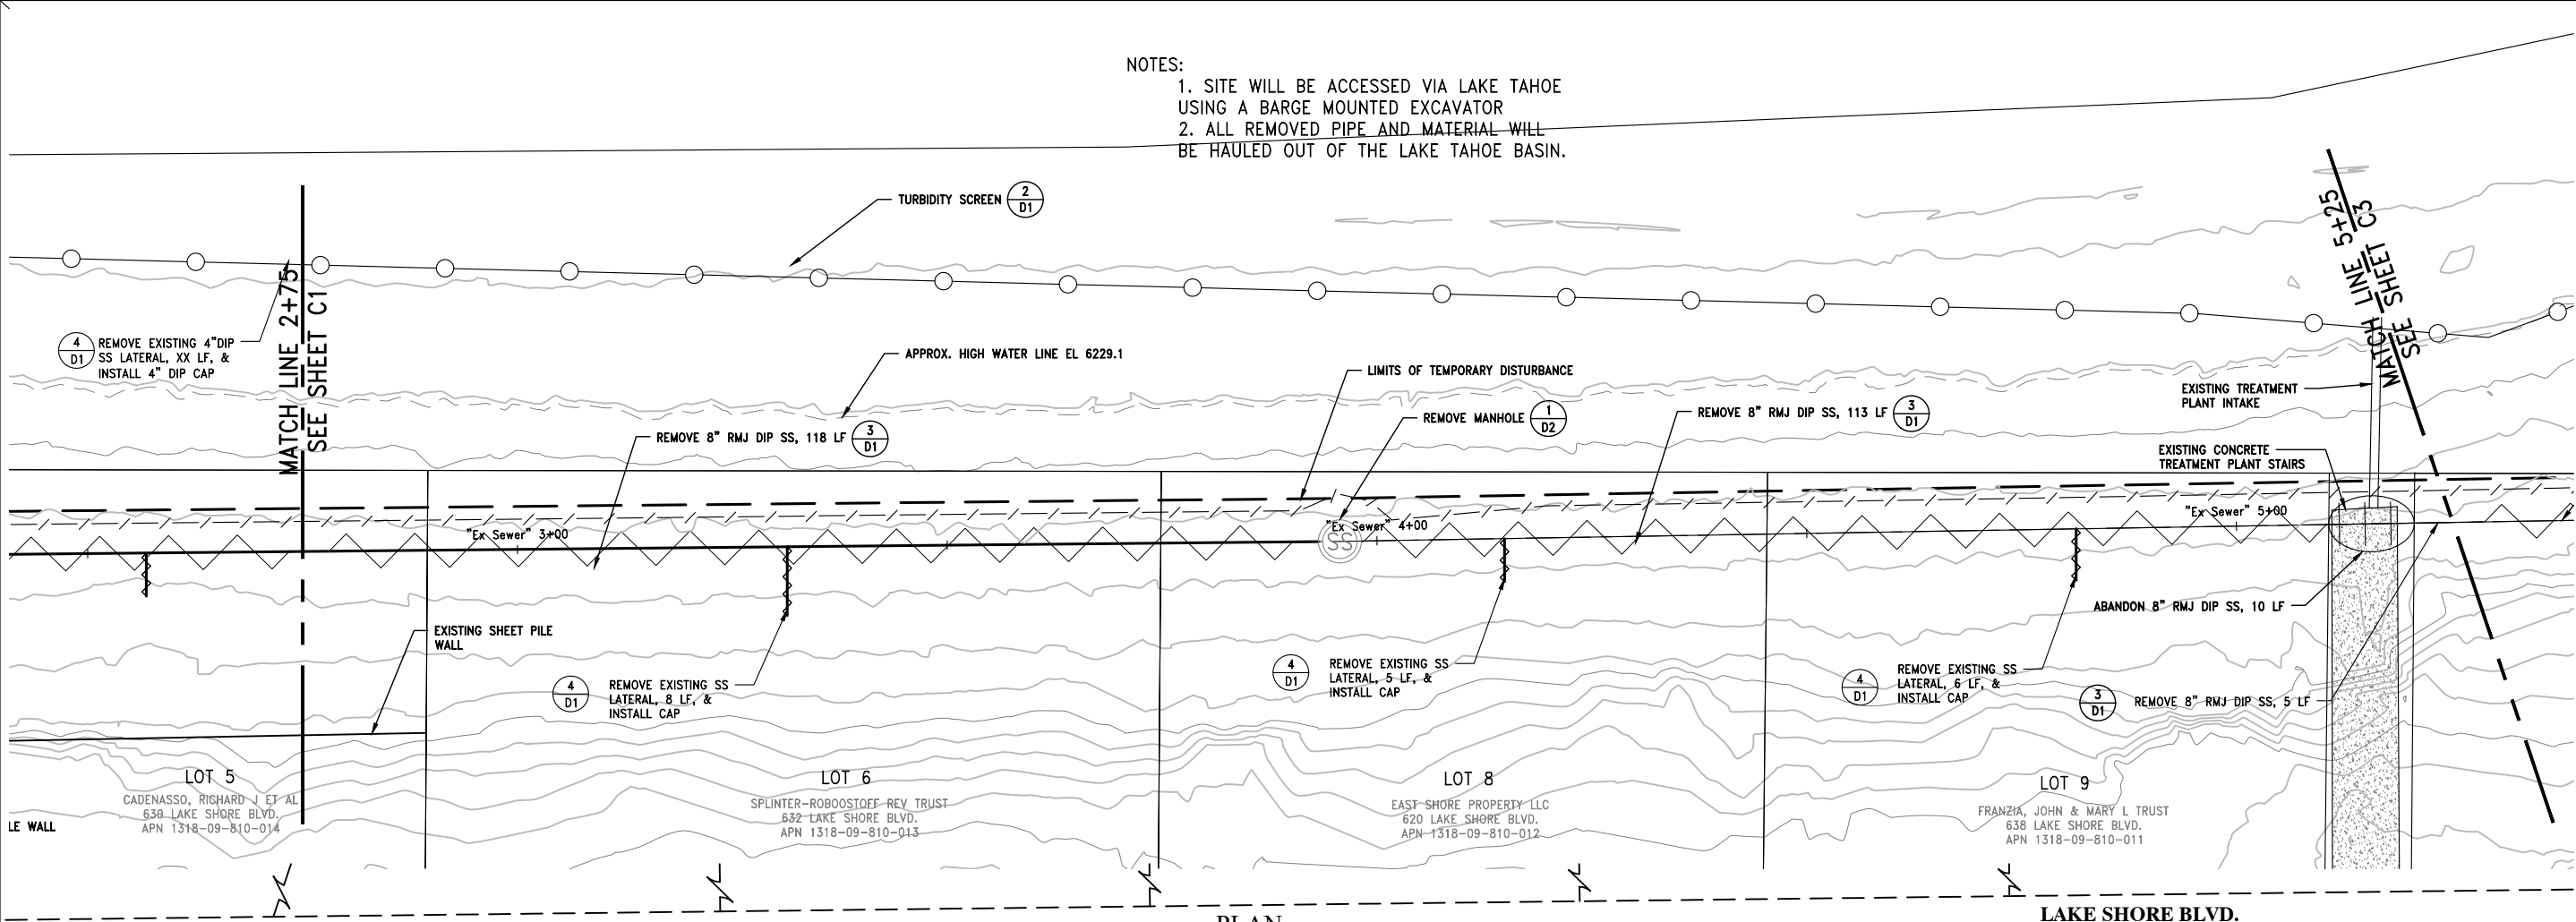 NOTES:
1. SITE WILL BE ACCESSED VIA LAKE TAHOE
USING A BARGE MOUNTED EXCAVATOR
2. ALL REMOVED PIPE AND MATERIAL WILL
BE HAULED OUT OF THE LAKE TAHOE BASIN.
TURBIDITY SCREEN
2
D1
MATCH LINE 2+75
SEE SHEET C1
MATCH LINE 5+25
SEE SHEET C3
4
D1
REMOVE EXISTING 4"DIP
SS LATERAL, XX LF, &
INSTALL 4" DIP CAP
APPROX. HIGH WATER LINE EL 6229.1
LIMITS OF TEMPORARY DISTURBANCE
REMOVE MANHOLE
1
D2
REMOVE 8" RMJ DIP SS, 113 LF
3
D1
REMOVE 8" RMJ DIP SS, 118 LF
3
D1
EXISTING TREATMENT
PLANT INTAKE
EXISTING CONCRETE
TREATMENT PLANT STAIRS
"Ex Sewer" 3+00
"Ex Sewer" 4+00
"Ex Sewer" 5+00
SS
ABANDON 8" RMJ DIP SS, 10 LF
EXISTING SHEET PILE
WALL
4
D1
REMOVE EXISTING SS
LATERAL, 8 LF, &
INSTALL CAP
4
D1
REMOVE EXISTING SS
LATERAL, 5 LF, &
INSTALL CAP
4
D1
REMOVE EXISTING SS
LATERAL, 6 LF, &
INSTALL CAP
3
D1
REMOVE 8" RMJ DIP SS, 5 LF
LOT 5
CADENASSO, RICHARD J ET AL
630 LAKE SHORE BLVD.
APN 1318-09-810-014
LOT 6
SPLINTER-ROBOOSTOFF REV TRUST
632 LAKE SHORE BLVD.
APN 1318-09-810-013
LOT 8
EAST SHORE PROPERTY LLC
620 LAKE SHORE BLVD.
APN 1318-09-810-012
LOT 9
FRANZIA, JOHN & MARY L TRUST
638 LAKE SHORE BLVD.
APN 1318-09-810-011
LE WALL
PLAN
LAKE SHORE BLVD.